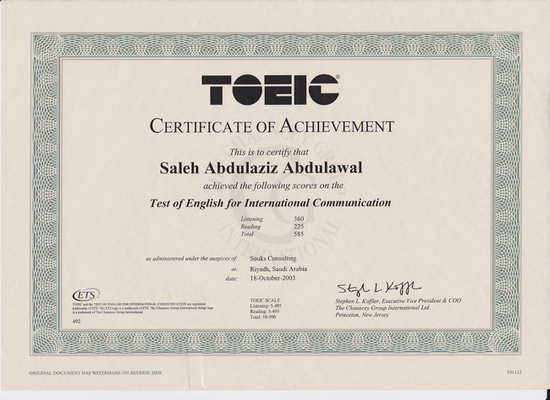 TOEIC®
CERTIFICATE OF ACHIEVEMENT
This is to certify that
Saleh Abdulaziz Abdulawal
achieved the following scores on the
Test of English for International Communication
Listening 360
Reading 225
Total 585
as administered under the auspices of: Souks Consulting
at: Riyadh, Saudi Arabia
date: 18-October-2003
ETS
TOEIC and the TEST OF ENGLISH FOR INTERNATIONAL COMMUNICATION are registered
trademarks of ETS. The ETS logo is a trademark of ETS. The Chauncey Group International design logo
is a trademark of The Chauncey Group International.
492
TOEIC SCALE
Listening: 5-495
Reading: 5-495
Total: 10-990
Stephen L. Koffler, Executive Vice President & COO
The Chauncey Group International Ltd.
Princeton, New Jersey
ORIGINAL DOCUMENT HAS WATERMARK ON REVERSE SIDE
INTERNATIONAL